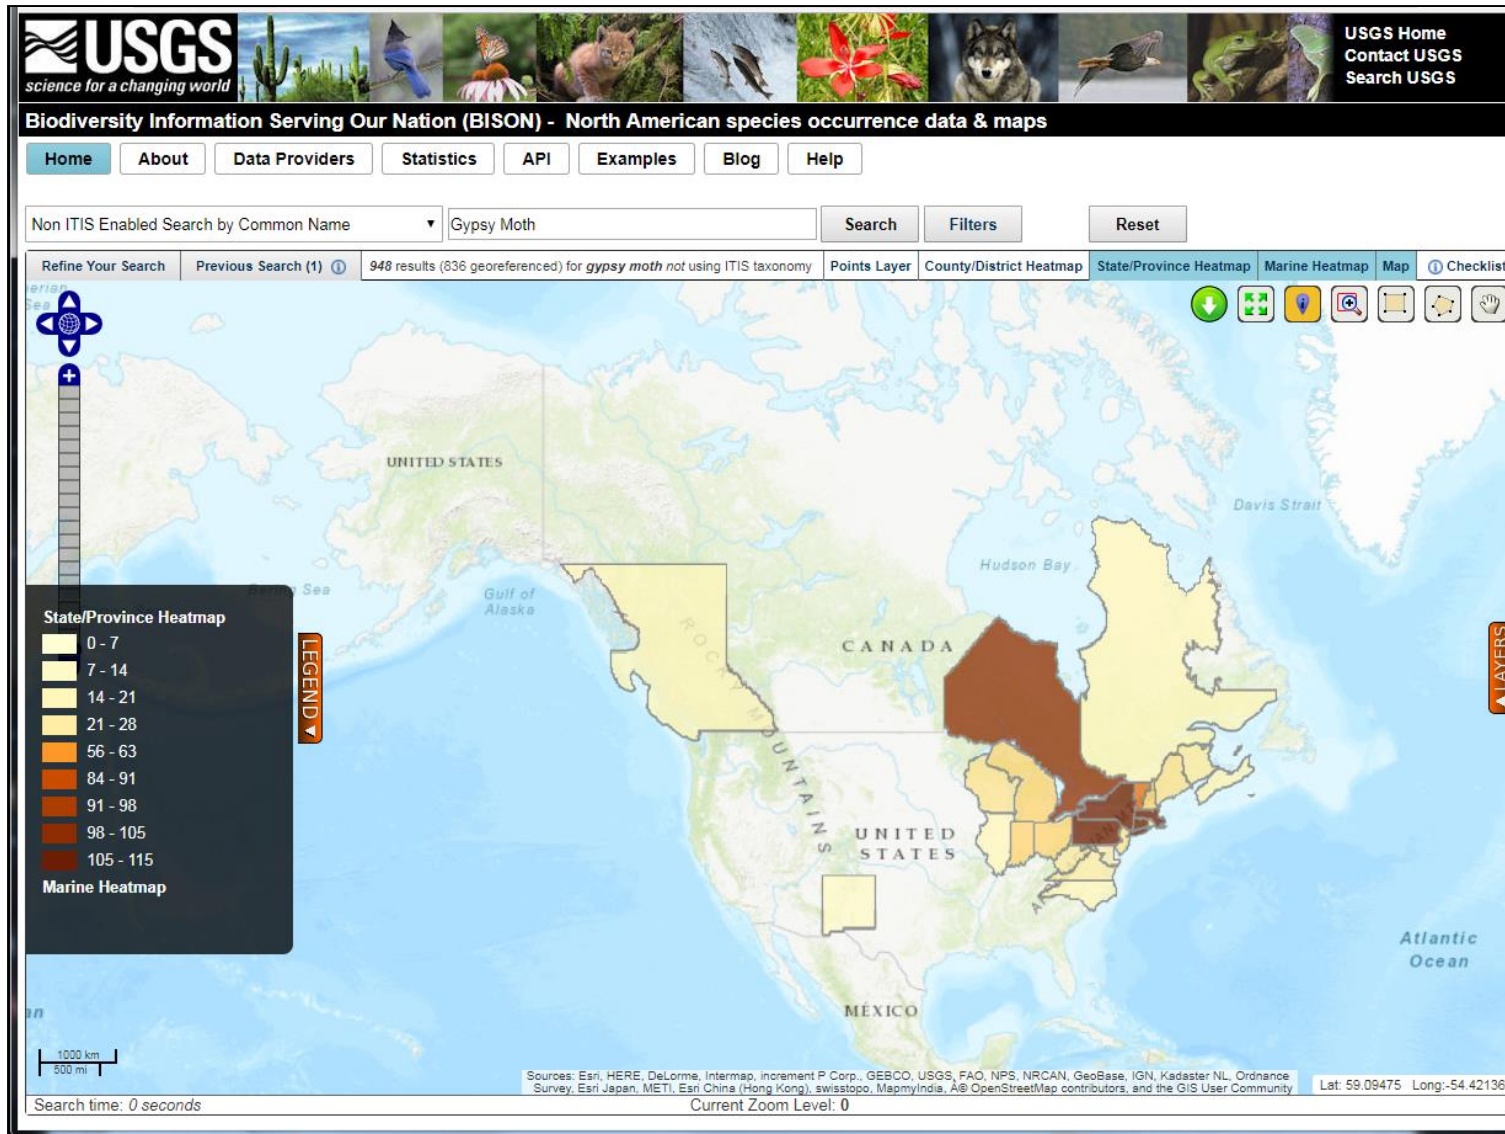 USGS
science for a changing world
USGS Home
Contact USGS
Search USGS
Biodiversity Information Serving Our Nation (BISON) - North American species occurrence data & maps
Home About Data Providers Statistics API Examples Blog Help
Non ITIS Enabled Search by Common Name Gypsy Moth Search Filters Reset
Refine Your Search Previous Search (1) 948 results (836 georeferenced) for gypsy moth not using ITIS taxonomy Points Layer County/District Heatmap State/Province Heatmap Marine Heatmap Map Checklist
Sea
UNITED STATES
Davis Strait
Hudson Bay
Bering Sea
Gulf of
Alaska
CANADA
ROCKY MOUNTAINS
UNITED
STATES
MÉXICO
Atlantic
Ocean
State/Province Heatmap
0 - 7
7 - 14
14 - 21
21 - 28
56 - 63
84 - 91
91 - 98
98 - 105
105 - 115
Marine Heatmap
LEGEND
LAYERS
1000 km
500 mi
Sources: Esri, HERE, DeLorme, Intermap, increment P Corp., GEBCO, USGS, FAO, NPS, NRCAN, GeoBase, IGN, Kadaster NL, Ordnance
Survey, Esri Japan, METI, Esri China (Hong Kong), swisstopo, MapmyIndia, Â© OpenStreetMap contributors, and the GIS User Community
Lat: 59.09475 Long:-54.42136
Search time: 0 seconds Current Zoom Level: 0